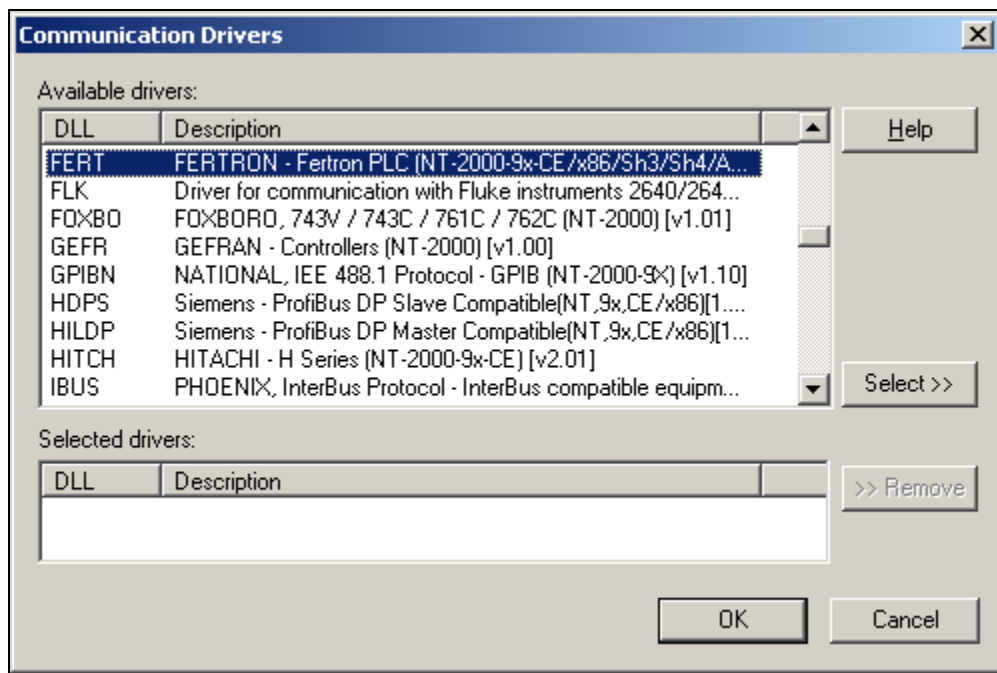 Communication Drivers
Available drivers:
DLL Description
FERT FERTRON - Fertron PLC (NT-2000-9x-CE/x86/Sh3/Sh4/A...
FLK Driver for communication with Fluke instruments 2640/264...
FOXBO FOXBORO, 743V / 743C / 761C / 762C (NT-2000) [v1.01]
GEFR GEFRAN - Controllers (NT-2000) [v1.00]
GPIBN NATIONAL, IEE 488.1 Protocol - GPIB (NT-2000-9X) [v1.10]
HDPS Siemens - ProfiBus DP Slave Compatible(NT,9x,CE/x86)[1....
HILDP Siemens - ProfiBus DP Master Compatible(NT,9x,CE/x86)[1...
HITCH HITACHI - H Series (NT-2000-9x-CE) [v2.01]
IBUS PHOENIX, InterBus Protocol - InterBus compatible equipm...
Help
Select >>
Selected drivers:
DLL Description
>> Remove
OK Cancel